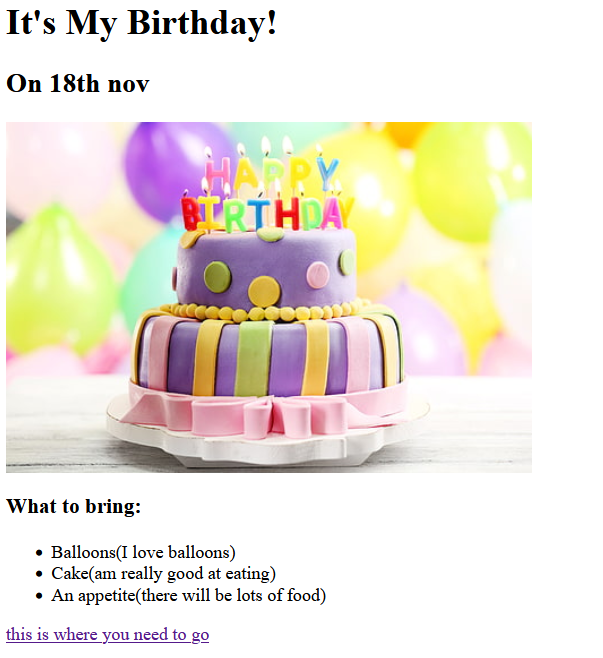 It's My Birthday!
On 18th nov
HAPPY
BIRTHDAY
What to bring:
Balloons(I love balloons)
Cake(am really good at eating)
An appetite(there will be lots of food)
this is where you need to go